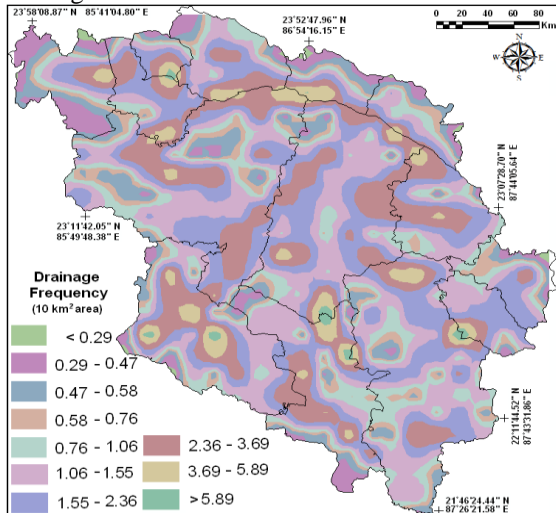 23°58'08.87" N 85°41'04.80" E
23°52'47.96" N
86°54'16.15" E
0 20 40 60 80
Km
N
W E
S
23°07'28.70" N
87°44'05.64" E
23°11'42.05" N
85°49'48.38" E
Drainage
Frequency
(10 km² area)
< 0.29
0.29 - 0.47
0.47 - 0.58
0.58 - 0.76
0.76 - 1.06
1.06 - 1.55
1.55 - 2.36
2.36 - 3.69
3.69 - 5.89
>5.89
22°11'44.52" N
87°43'31.86" E
21°46'24.44" N
87°26'21.58" E